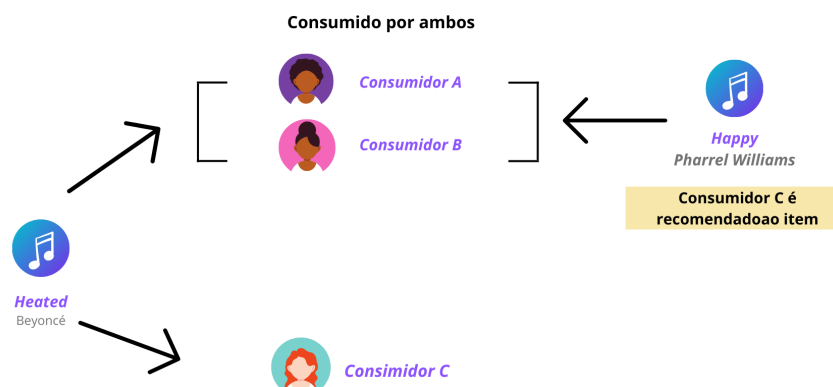 Consumido por ambos
Consumidor A
Consumidor B
Happy
Pharrel Williams
Consumidor C é
recomendadoao item
Heated
Beyoncé
Consimidor C